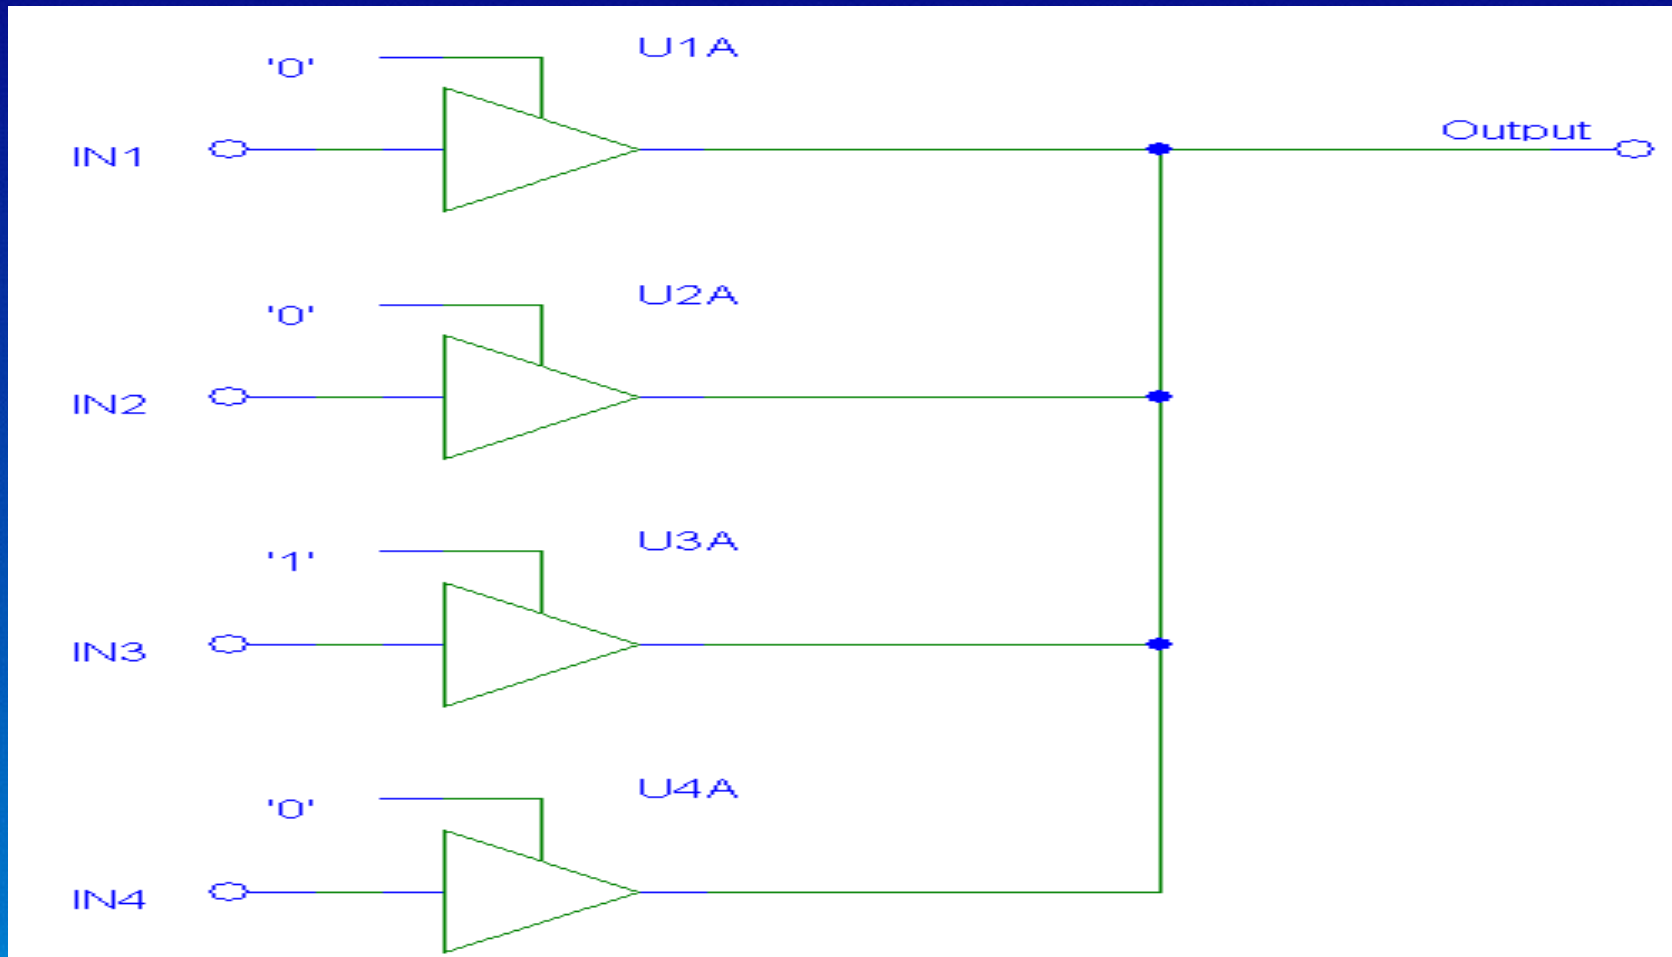 '0'
U1A
IN1
Output
'0'
U2A
IN2
'1'
U3A
IN3
'0'
U4A
IN4